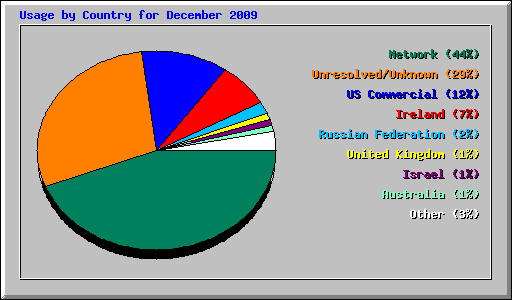 Usage by Country for December 2009
Network (44%)
Unresolved/Unknown (29%)
US Commercial (12%)
Ireland (7%)
Russian Federation (2%)
United Kingdom (1%)
Israel (1%)
Australia (1%)
Other (3%)